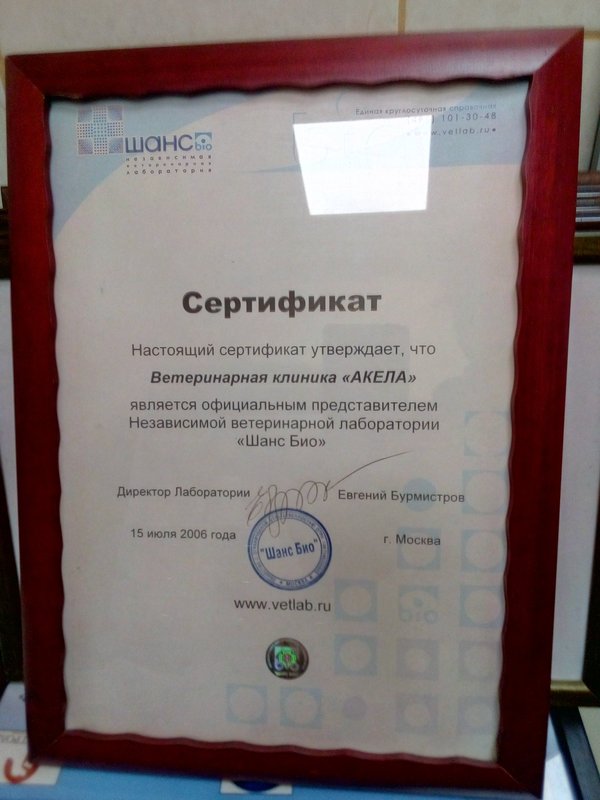 шанс bio
независимая
ветеринарная
лаборатория
Единая круглосуточная справочная
101-30-48
• www.vetlab.ru •
Сертификат
Настоящий сертификат утверждает, что
Ветеринарная клиника «АКЕЛА»
является официальным представителем
Независимой ветеринарной лаборатории
«Шанс Био»
Директор Лаборатории Евгений Бурмистров
15 июля 2006 года г. Москва
"Шанс Био"
www.vetlab.ru
bio